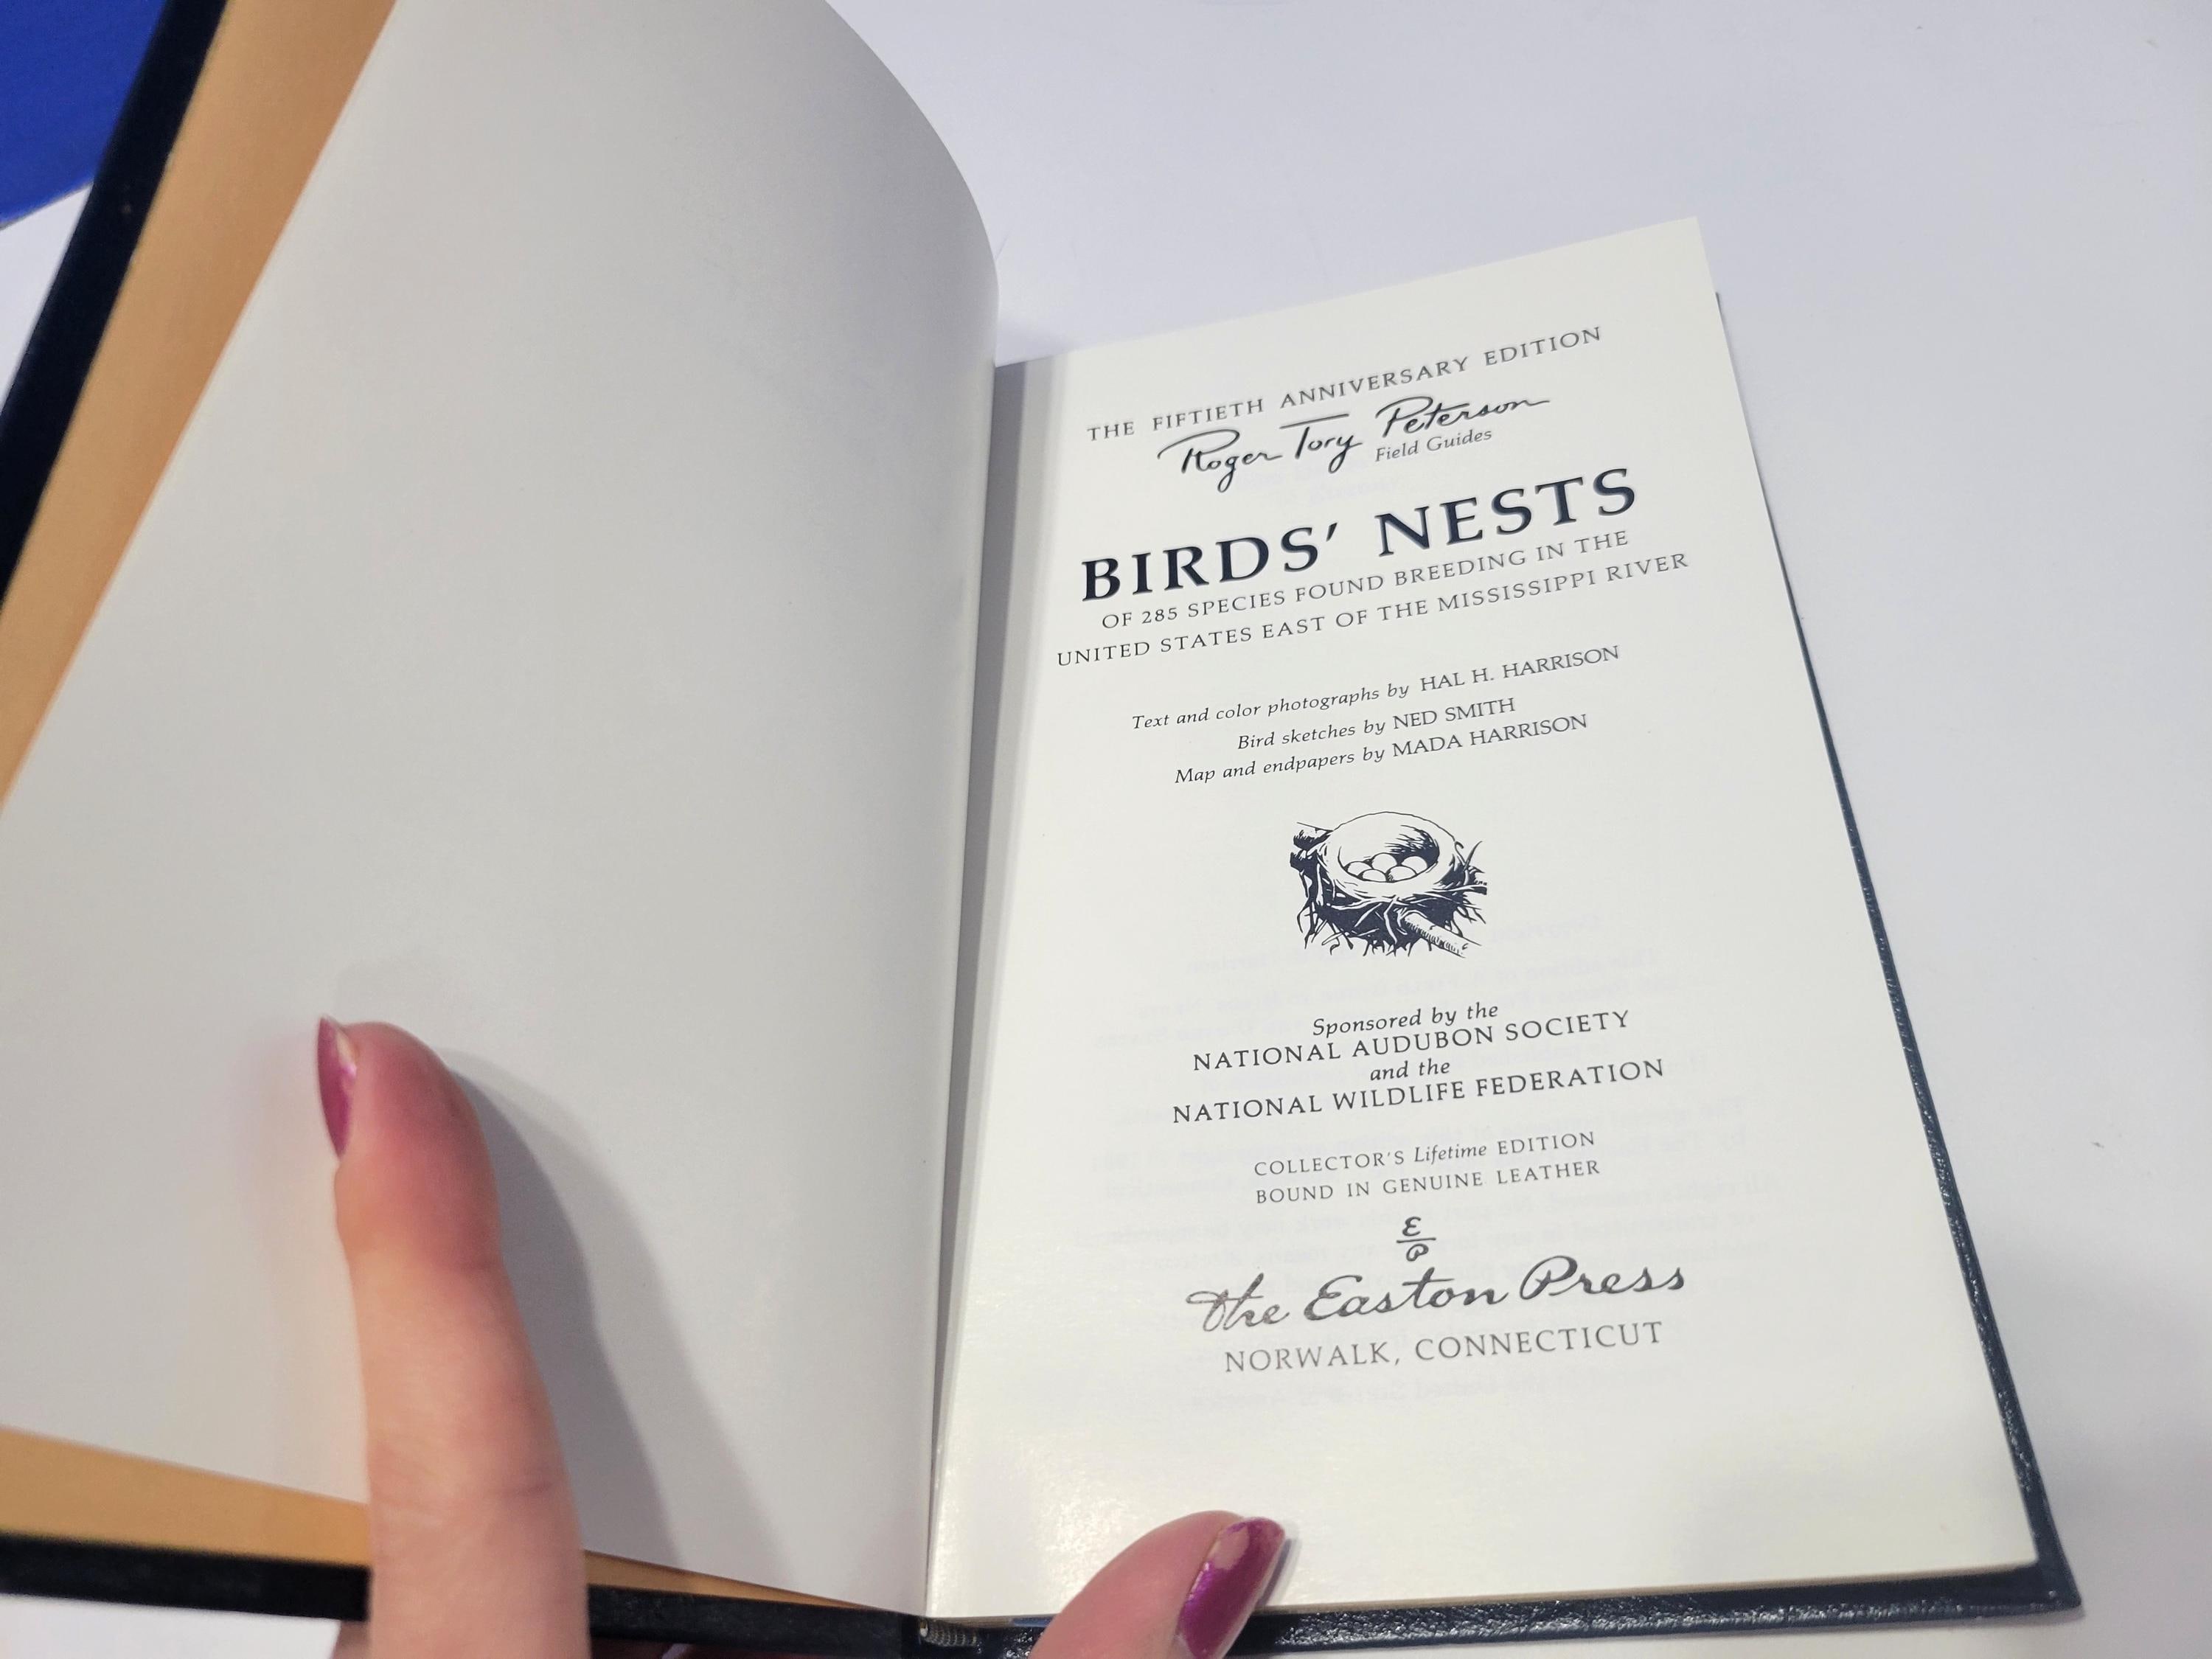 THE FIFTIETH ANNIVERSARY EDITION
Roger Tory Peterson
Field Guides
BIRDS' NESTS
OF 285 SPECIES FOUND BREEDING IN THE
UNITED STATES EAST OF THE MISSISSIPPI RIVER
Text and color photographs by HAL H. HARRISON
Bird sketches by NED SMITH
Map and endpapers by MADA HARRISON
Sponsored by the
NATIONAL AUDUBON SOCIETY
and the
NATIONAL WILDLIFE FEDERATION
COLLECTOR'S Lifetime EDITION
BOUND IN GENUINE LEATHER
E
P
The Easton Press
NORWALK, CONNECTICUT